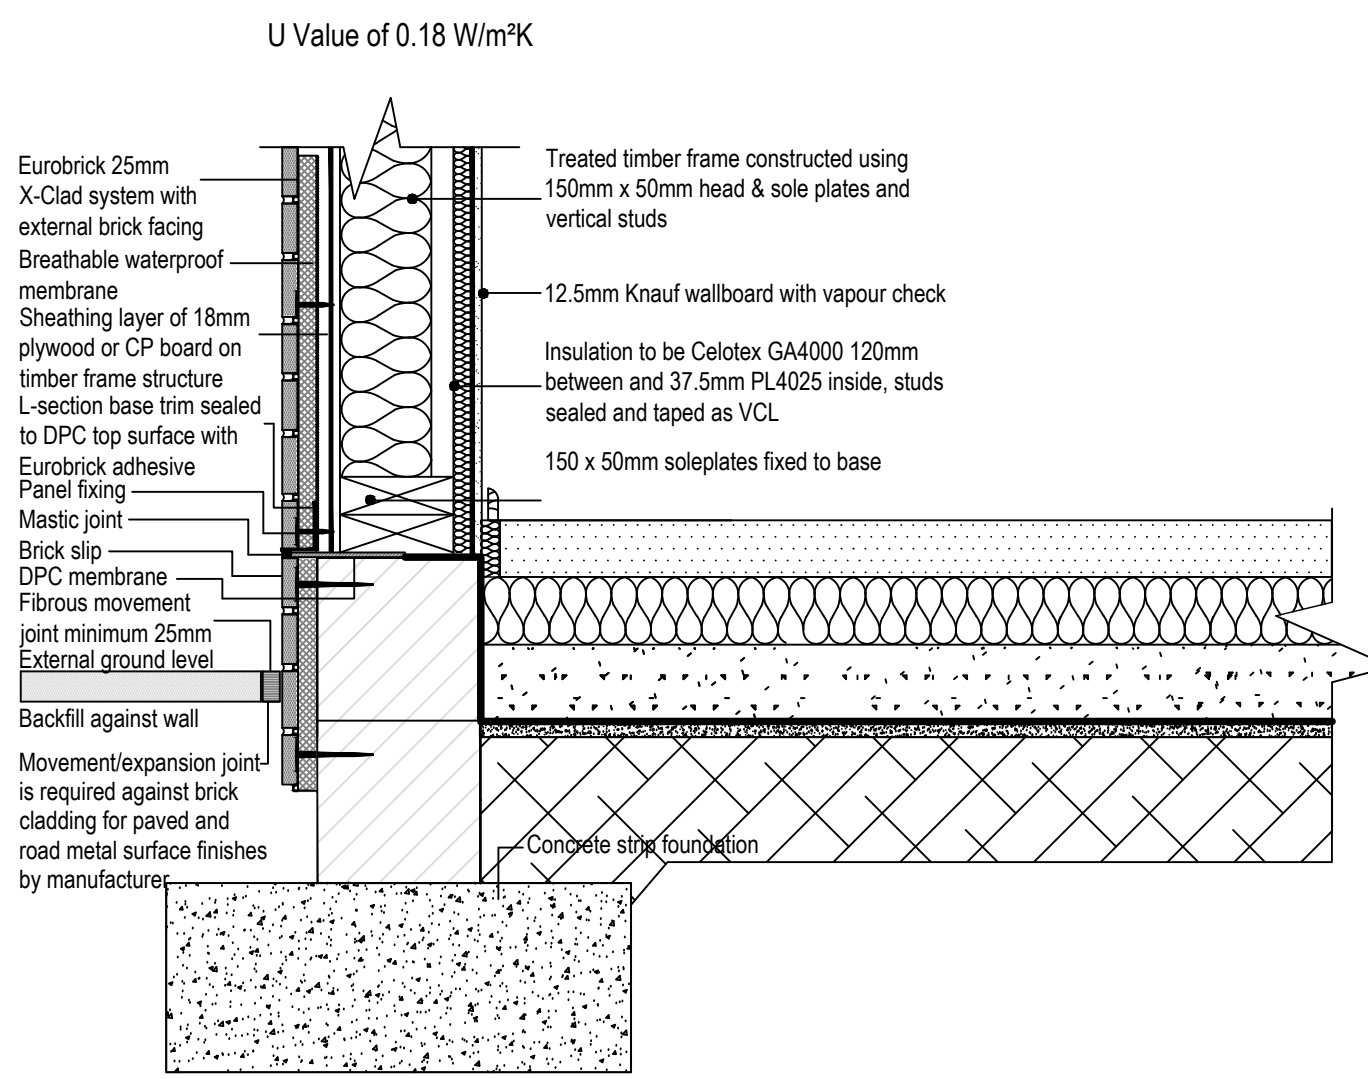 U Value of 0.18 W/m²K
Eurobrick 25mm
X-Clad system with
external brick facing
Breathable waterproof
membrane
Sheathing layer of 18mm
plywood or CP board on
timber frame structure
L-section base trim sealed
to DPC top surface with
Eurobrick adhesive
Panel fixing
Mastic joint
Brick slip
DPC membrane
Fibrous movement
joint minimum 25mm
External ground level
Backfill against wall
Movement/expansion joint
is required against brick
cladding for paved and
road metal surface finishes
by manufacturer
Treated timber frame constructed using
150mm x 50mm head & sole plates and
vertical studs
12.5mm Knauf wallboard with vapour check
Insulation to be Celotex GA4000 120mm
between and 37.5mm PL4025 inside, studs
sealed and taped as VCL
150 x 50mm soleplates fixed to base
Concrete strip foundation